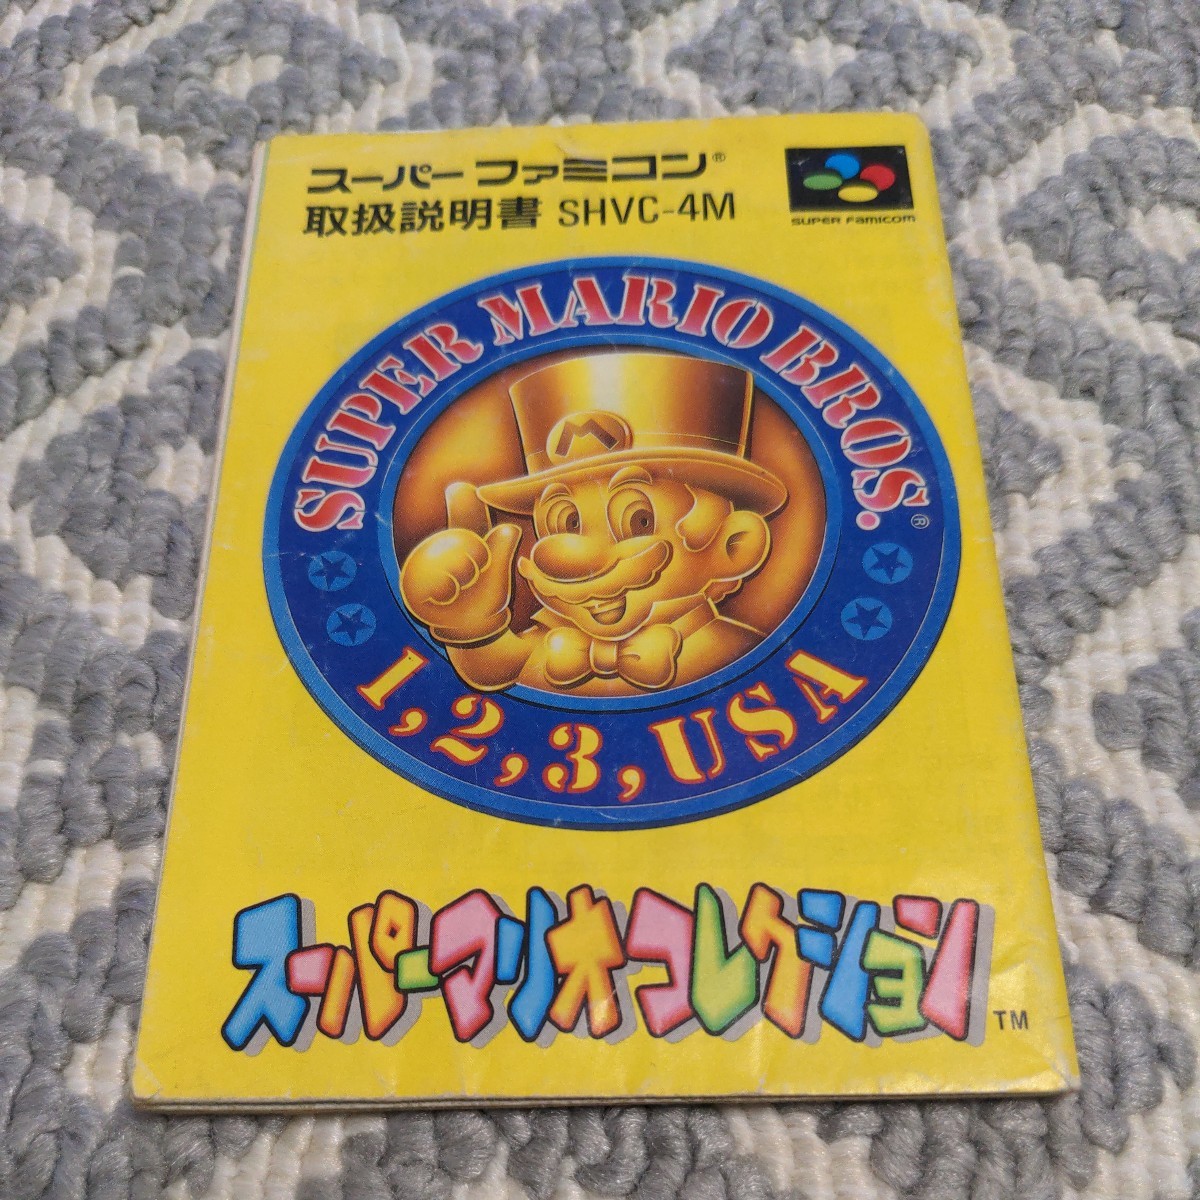 スーパーファミコン®
取扱説明書 SHVC-4M
SUPER FAMICOM
SUPER MARIO BROS.®
M
1,2,3,USA
スーパーマリオコレクション TM